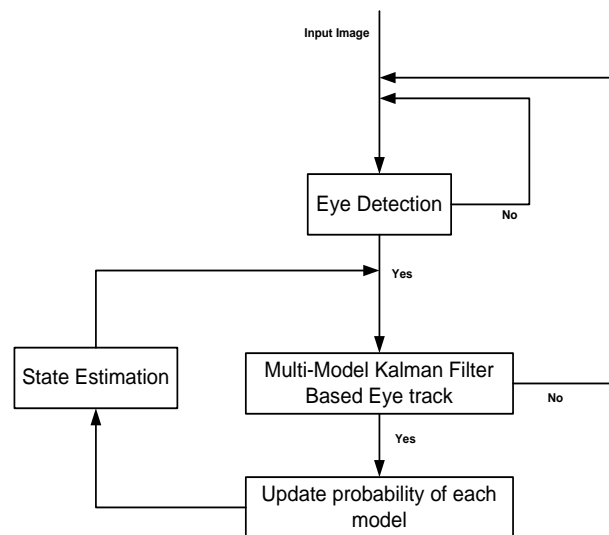 Input Image
Eye Detection
No
Yes
State Estimation
Multi-Model Kalman Filter
Based Eye track
No
Yes
Update probability of each
model